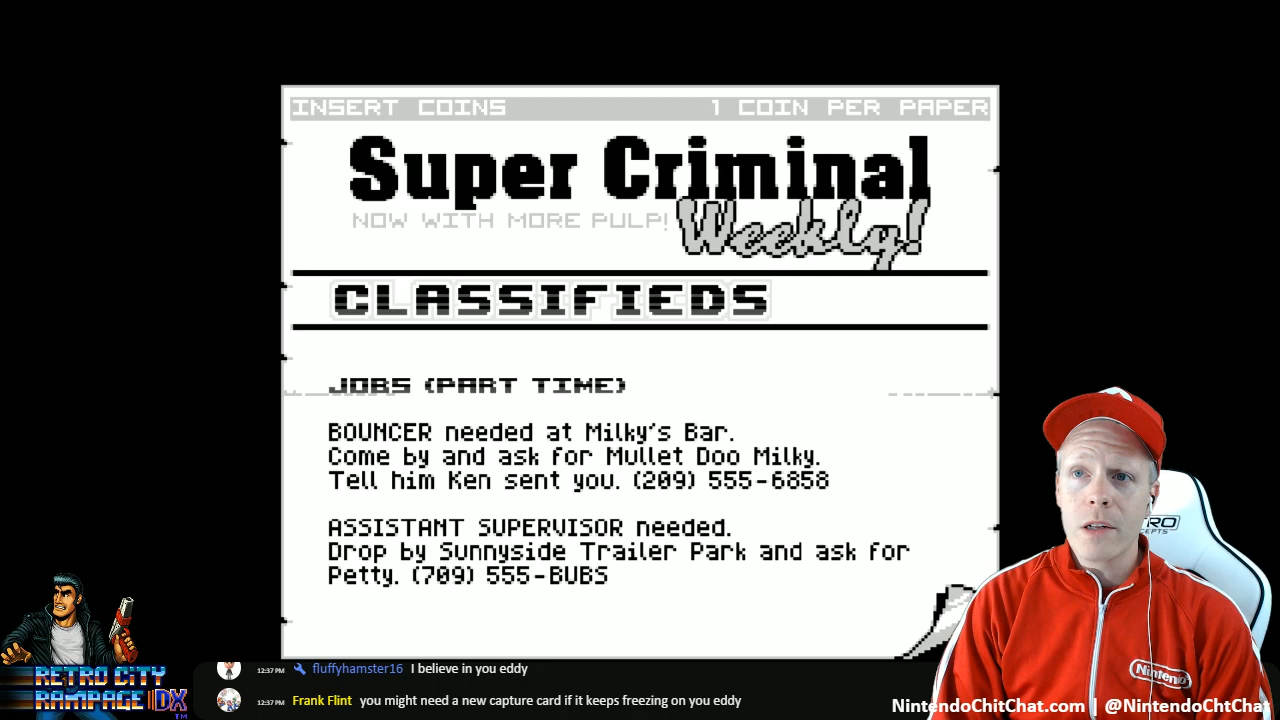 INSERT COINS 1 COIN PER PAPER
Super Criminal
NOW WITH MORE PULP! Weekly!
CLASSIFIEDS
JOBS (PART TIME)
BOUNCER needed at Milky's Bar.
Come by and ask for Mullet Doo Milky.
Tell him Ken sent you. (209) 555-6858
ASSISTANT SUPERVISOR needed.
Drop by Sunnyside Trailer Park and ask for
Petty. (709) 555-BUBS
Nintendo
RETRO CITY
RAMPAGE DX
TM
12:37 PM fluffyhamster16 I believe in you eddy
12:37 PM Frank Flint you might need a new capture card if it keeps freezing on you eddy
NintendoChitChat.com | @NintendoChtChat